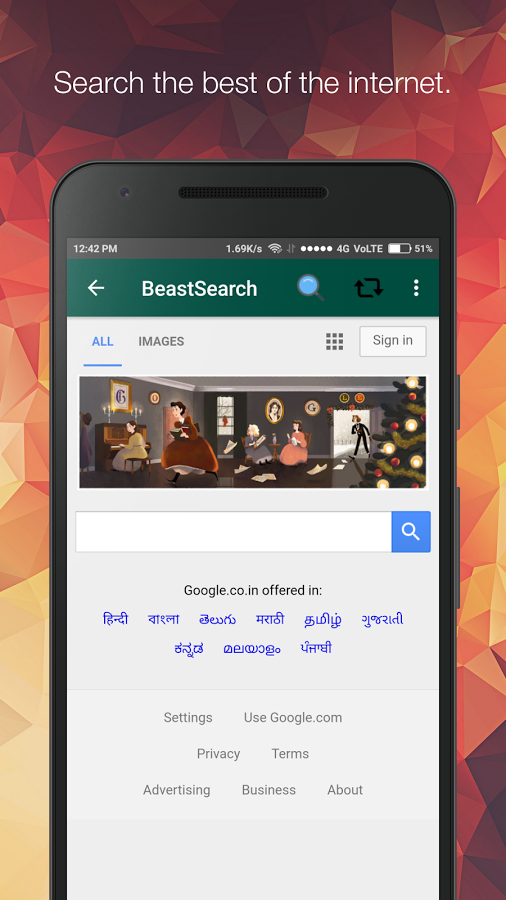 Search the best of the internet.
12:42 PM 1.69K/s 4G VoLTE 51%
BeastSearch
ALL IMAGES Sign in
Google.co.in offered in:
हिन्दी বাংলা తెలుగు मराठी தமிழ் ગુજરાતી
ಕನ್ನಡ മലയാളം ਪੰਜਾਬੀ
Settings Use Google.com
Privacy Terms
Advertising Business About